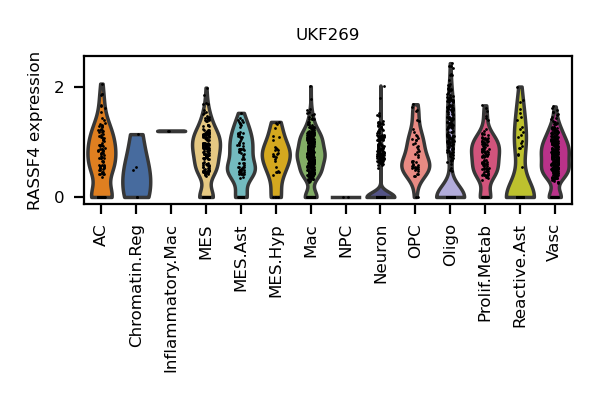 UKF269
RASSF4 expression
2
0
AC
Chromatin.Reg
Inflammatory.Mac
MES
MES.Ast
MES.Hyp
Mac
NPC
Neuron
OPC
Oligo
Prolif.Metab
Reactive.Ast
Vasc